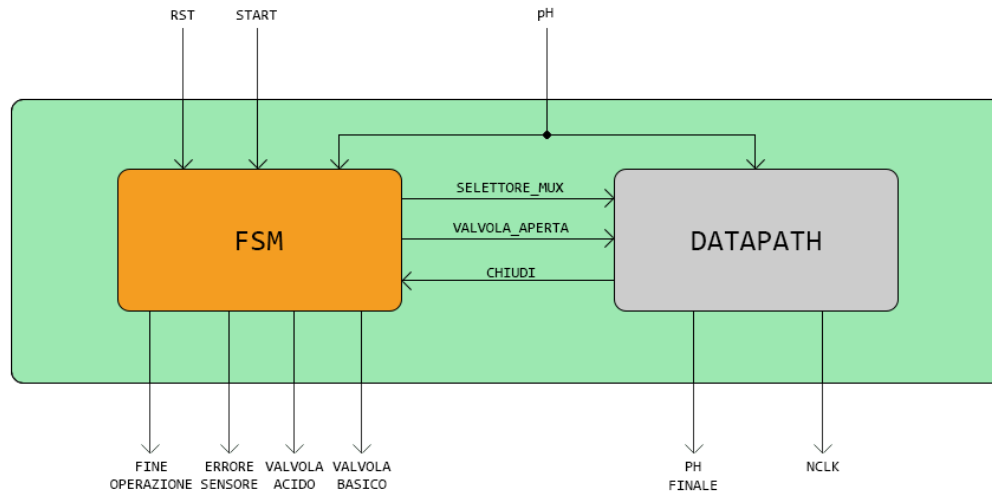 RST START pH
SELETTORE_MUX
VALVOLA_APERTA
CHIUDI
FSM
DATAPATH
FINE
OPERAZIONE
ERRORE
SENSORE
VALVOLA
ACIDO
VALVOLA
BASICO
PH
FINALE
NCLK